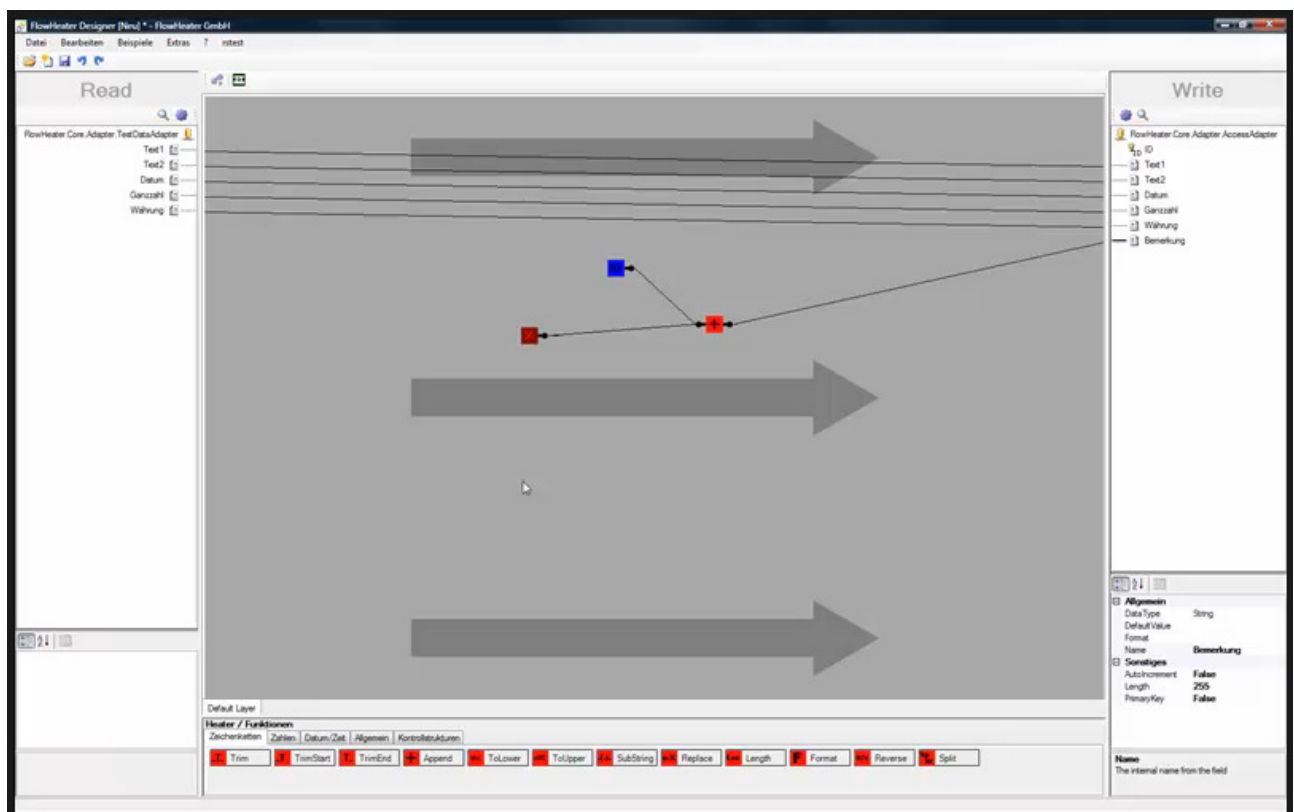 FlowHeater Designer [Neu] * - FlowHeater GmbH
Datei Bearbeiten Beispiele Extras ? rstest
Read
FlowHeater.Core.Adapter.TestDataAdapter
Text1
Text2
Datum
Ganzzahl
Währung
Write
FlowHeater.Core.Adapter.AccessAdapter
ID
Text1
Text2
Datum
Ganzzahl
Währung
Bemerkung
Default Layer
Heater / Funktionen
Zeichenketten Zahlen Datum/Zeit Allgemein Kontrollstrukturen
Trim TrimStart TrimEnd Append ToLower ToUpper SubString Replace Length Format Reverse Split
Allgemein
DataType String
DefaultValue
Format
Name Bemerkung
Sonstiges
AutoIncrement False
Length 255
PrimaryKey False
Name
The internal name from the field